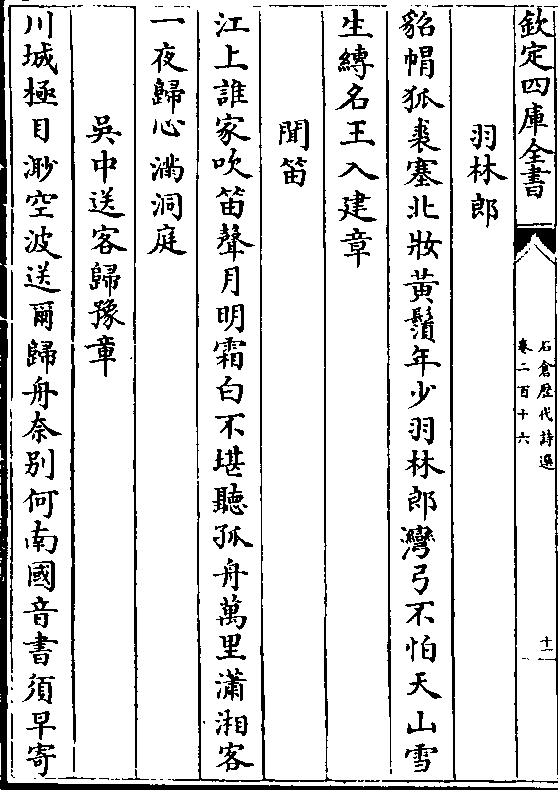 欽定四庫全書
石倉歷代詩選
卷二百十六
十二
羽林郎
貂帽狐裘塞北妝黃鬚年少羽林郎灣弓不怕天山雪
生縛名王入建章
聞笛
江上誰家吹笛聲月明霜白不堪聽孤舟萬里瀟湘客
一夜歸心滿洞庭
吳中送客歸豫章
川城極目渺空波送爾歸舟奈別何南國音書須早寄